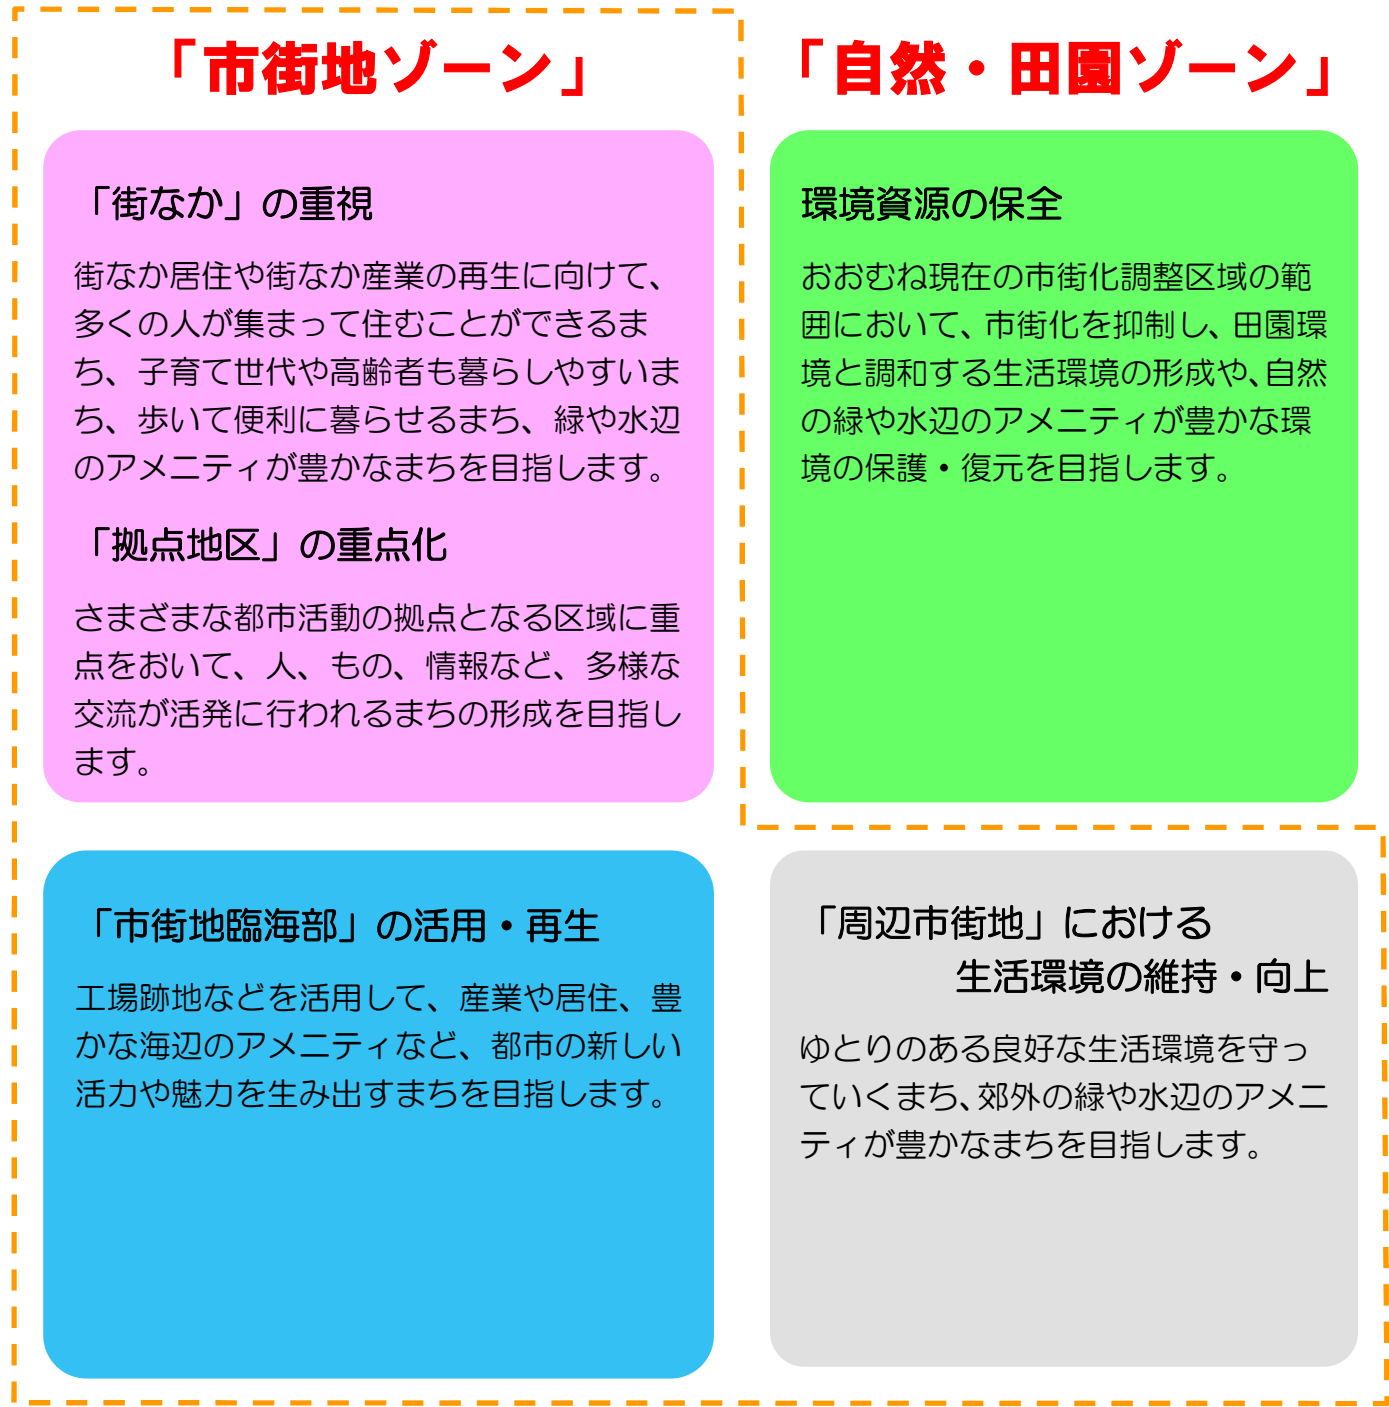 「市街地ゾーン」
「街なか」の重視
街なか居住や街なか産業の再生に向けて、
多くの人が集まって住むことができるま
ち、子育て世代や高齢者も暮らしやすいま
ち、歩いて便利に暮らせるまち、緑や水辺
のアメニティが豊かなまちを目指します。
「拠点地区」の重点化
さまざまな都市活動の拠点となる区域に重
点をおいて、人、もの、情報など、多様な
交流が活発に行われるまちの形成を目指し
ます。
「自然・田園ゾーン」
環境資源の保全
おおむね現在の市街化調整区域の範
囲において、市街化を抑制し、田園環
境と調和する生活環境の形成や、自然
の緑や水辺のアメニティが豊かな環
境の保護・復元を目指します。
「市街地臨海部」の活用・再生
工場跡地などを活用して、産業や居住、豊
かな海辺のアメニティなど、都市の新しい
活力や魅力を生み出すまちを目指します。
「周辺市街地」における
生活環境の維持・向上
ゆとりのある良好な生活環境を守っ
ていくまち、郊外の緑や水辺のアメニ
ティが豊かなまちを目指します。